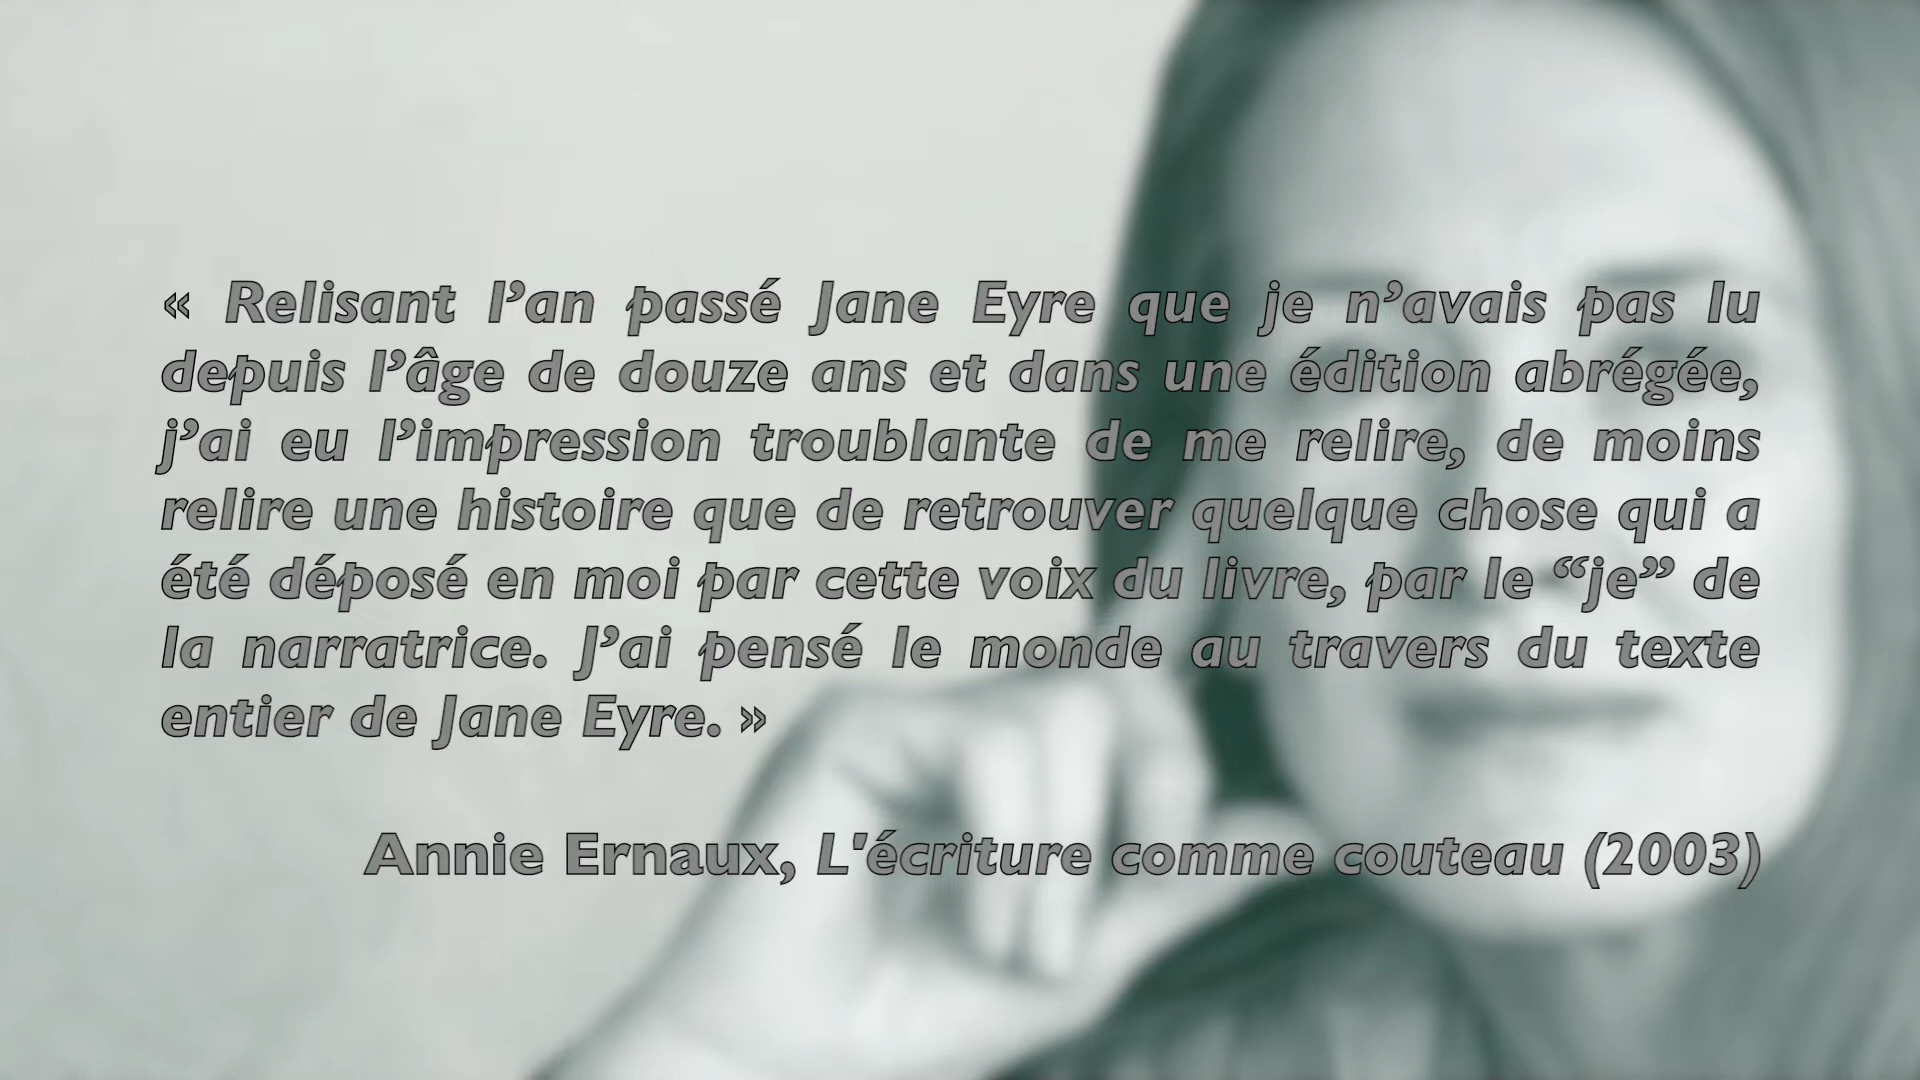 « Relisant l’an passé Jane Eyre que je n’avais pas lu
depuis l’âge de douze ans et dans une édition abrégée,
j’ai eu l’impression troublante de me relire, de moins
relire une histoire que de retrouver quelque chose qui a
été déposé en moi par cette voix du livre, par le “je” de
la narratrice. J’ai pensé le monde au travers du texte
entier de Jane Eyre. »
Annie Ernaux, L'écriture comme couteau (2003)